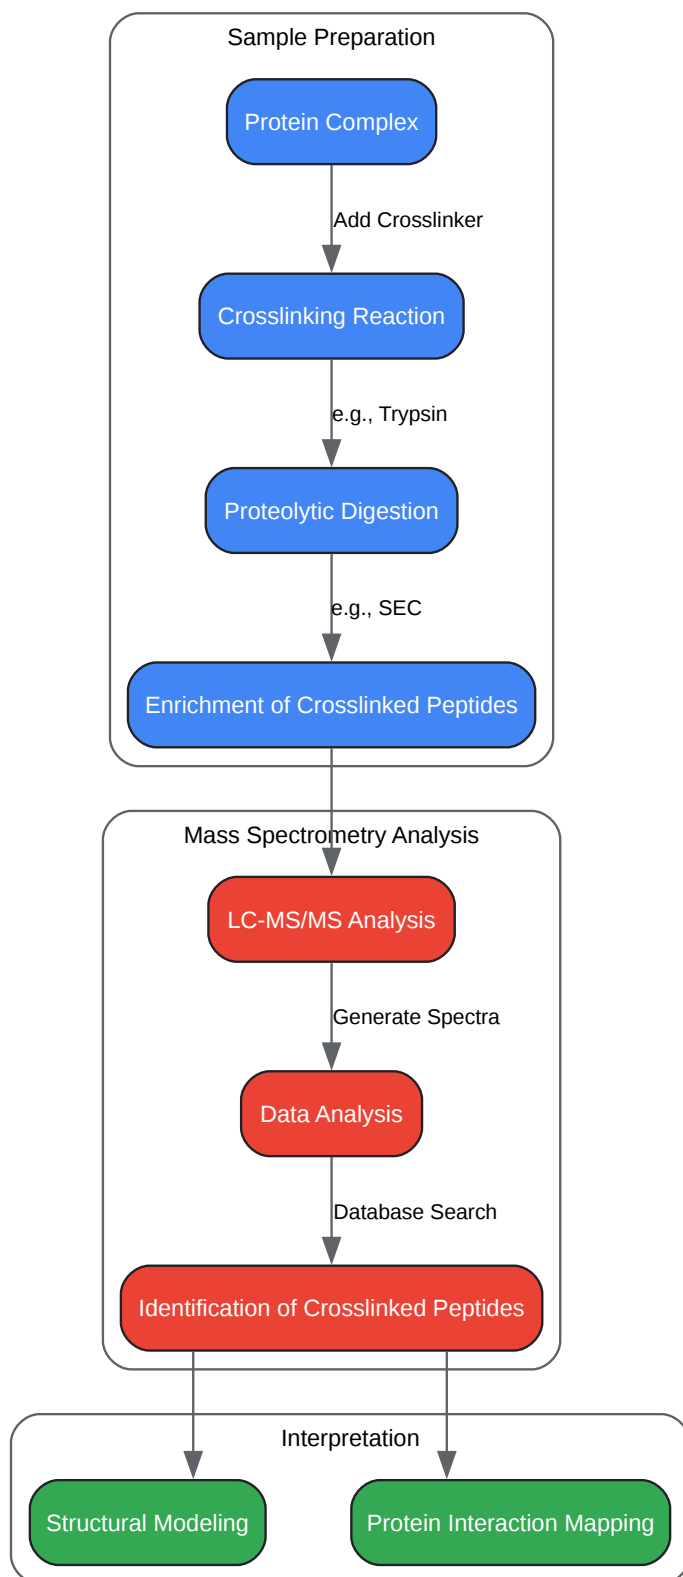 Sample Preparation
Protein Complex
Add Crosslinker
Crosslinking Reaction
e.g., Trypsin
Proteolytic Digestion
e.g., SEC
Enrichment of Crosslinked Peptides
Mass Spectrometry Analysis
LC-MS/MS Analysis
Generate Spectra
Data Analysis
Database Search
Identification of Crosslinked Peptides
Interpretation
Structural Modeling
Protein Interaction Mapping